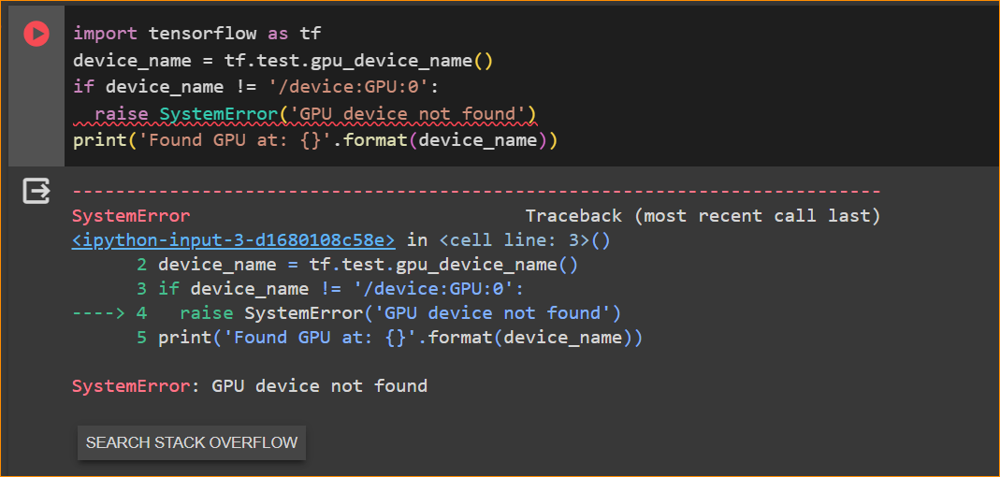 import tensorflow as tf
device_name = tf.test.gpu_device_name()
if device_name != '/device:GPU:0':
  raise SystemError('GPU device not found')
print('Found GPU at: {}'.format(device_name))
---------------------------------------------------------------------------
SystemError                               Traceback (most recent call last)
<ipython-input-3-d1680108c58e> in <cell line: 3>()
      2 device_name = tf.test.gpu_device_name()
      3 if device_name != '/device:GPU:0':
----> 4   raise SystemError('GPU device not found')
      5 print('Found GPU at: {}'.format(device_name))
SystemError: GPU device not found
SEARCH STACK OVERFLOW